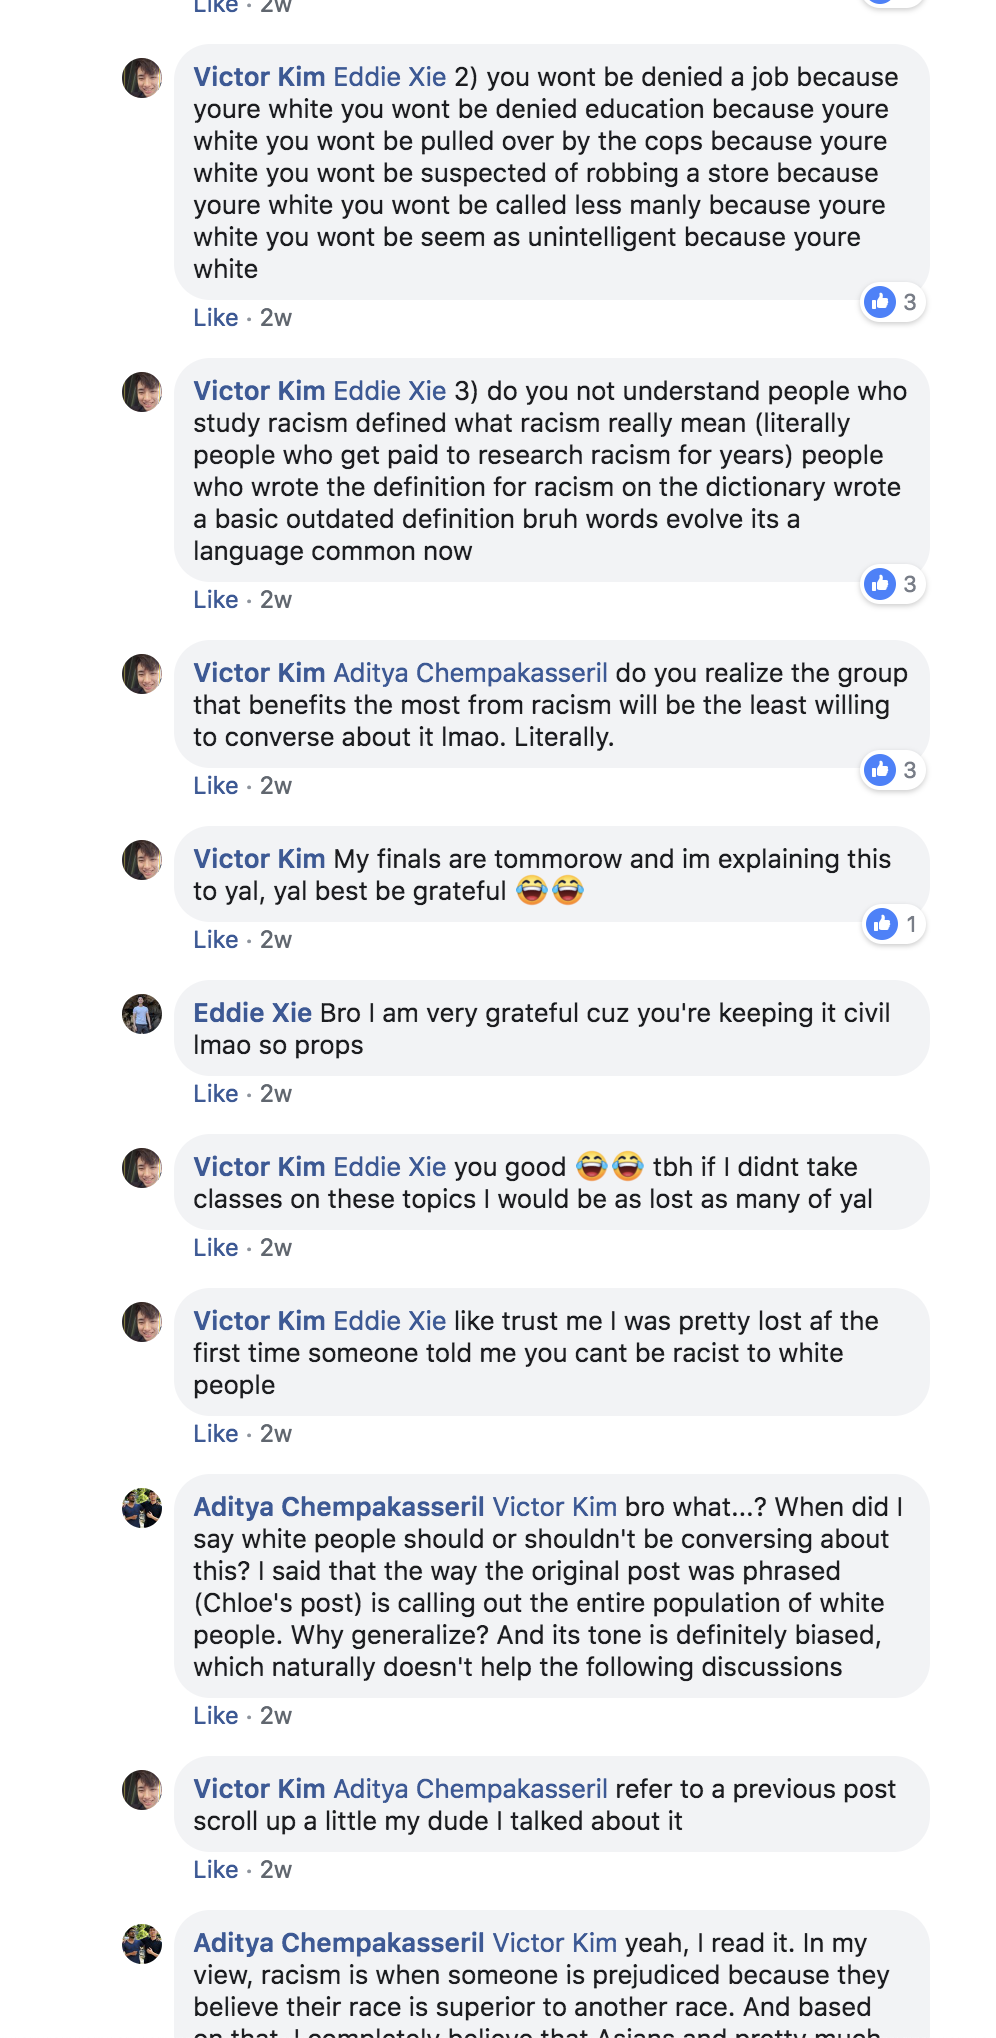 Like · 2w
Victor Kim Eddie Xie 2) you wont be denied a job because
youre white you wont be denied education because youre
white you wont be pulled over by the cops because youre
white you wont be suspected of robbing a store because
youre white you wont be called less manly because youre
white you wont be seem as unintelligent because youre
white
3
Like · 2w
Victor Kim Eddie Xie 3) do you not understand people who
study racism defined what racism really mean (literally
people who get paid to research racism for years) people
who wrote the definition for racism on the dictionary wrote
a basic outdated definition bruh words evolve its a
language common now
3
Like · 2w
Victor Kim Aditya Chempakasseril do you realize the group
that benefits the most from racism will be the least willing
to converse about it lmao. Literally.
3
Like · 2w
Victor Kim My finals are tommorow and im explaining this
to yal, yal best be grateful 😂😂
1
Like · 2w
Eddie Xie Bro I am very grateful cuz you're keeping it civil
lmao so props
Like · 2w
Victor Kim Eddie Xie you good 😂😂 tbh if I didnt take
classes on these topics I would be as lost as many of yal
Like · 2w
Victor Kim Eddie Xie like trust me I was pretty lost af the
first time someone told me you cant be racist to white
people
Like · 2w
Aditya Chempakasseril Victor Kim bro what...? When did I
say white people should or shouldn't be conversing about
this? I said that the way the original post was phrased
(Chloe's post) is calling out the entire population of white
people. Why generalize? And its tone is definitely biased,
which naturally doesn't help the following discussions
Like · 2w
Victor Kim Aditya Chempakasseril refer to a previous post
scroll up a little my dude I talked about it
Like · 2w
Aditya Chempakasseril Victor Kim yeah, I read it. In my
view, racism is when someone is prejudiced because they
believe their race is superior to another race. And based
on that, I completely believe that Asians and pretty much